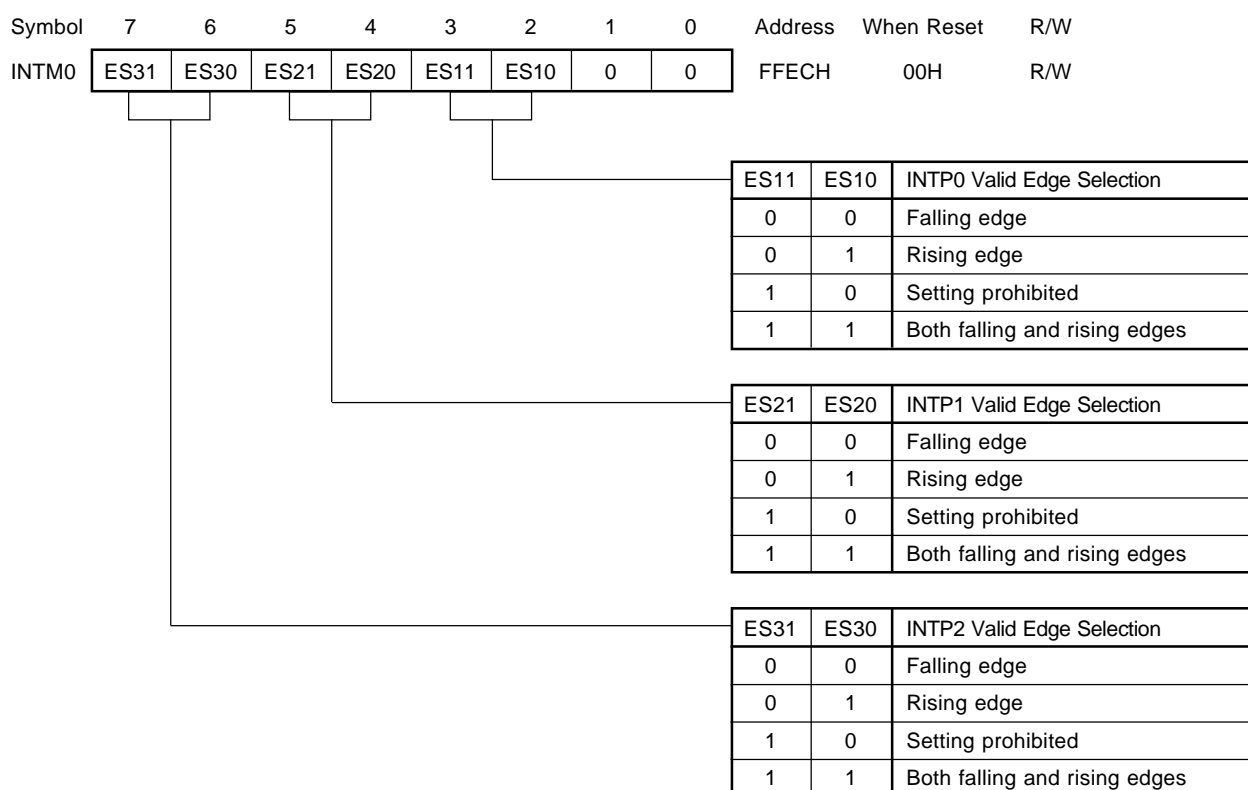 Symbol 7 6 5 4 3 2 1 0 Address When Reset R/W
INTM0 ES31 ES30 ES21 ES20 ES11 ES10 0 0 FFECH 00H R/W
ES11 ES10 INTP0 Valid Edge Selection
0 0 Falling edge
0 1 Rising edge
1 0 Setting prohibited
1 1 Both falling and rising edges
ES21 ES20 INTP1 Valid Edge Selection
0 0 Falling edge
0 1 Rising edge
1 0 Setting prohibited
1 1 Both falling and rising edges
ES31 ES30 INTP2 Valid Edge Selection
0 0 Falling edge
0 1 Rising edge
1 0 Setting prohibited
1 1 Both falling and rising edges